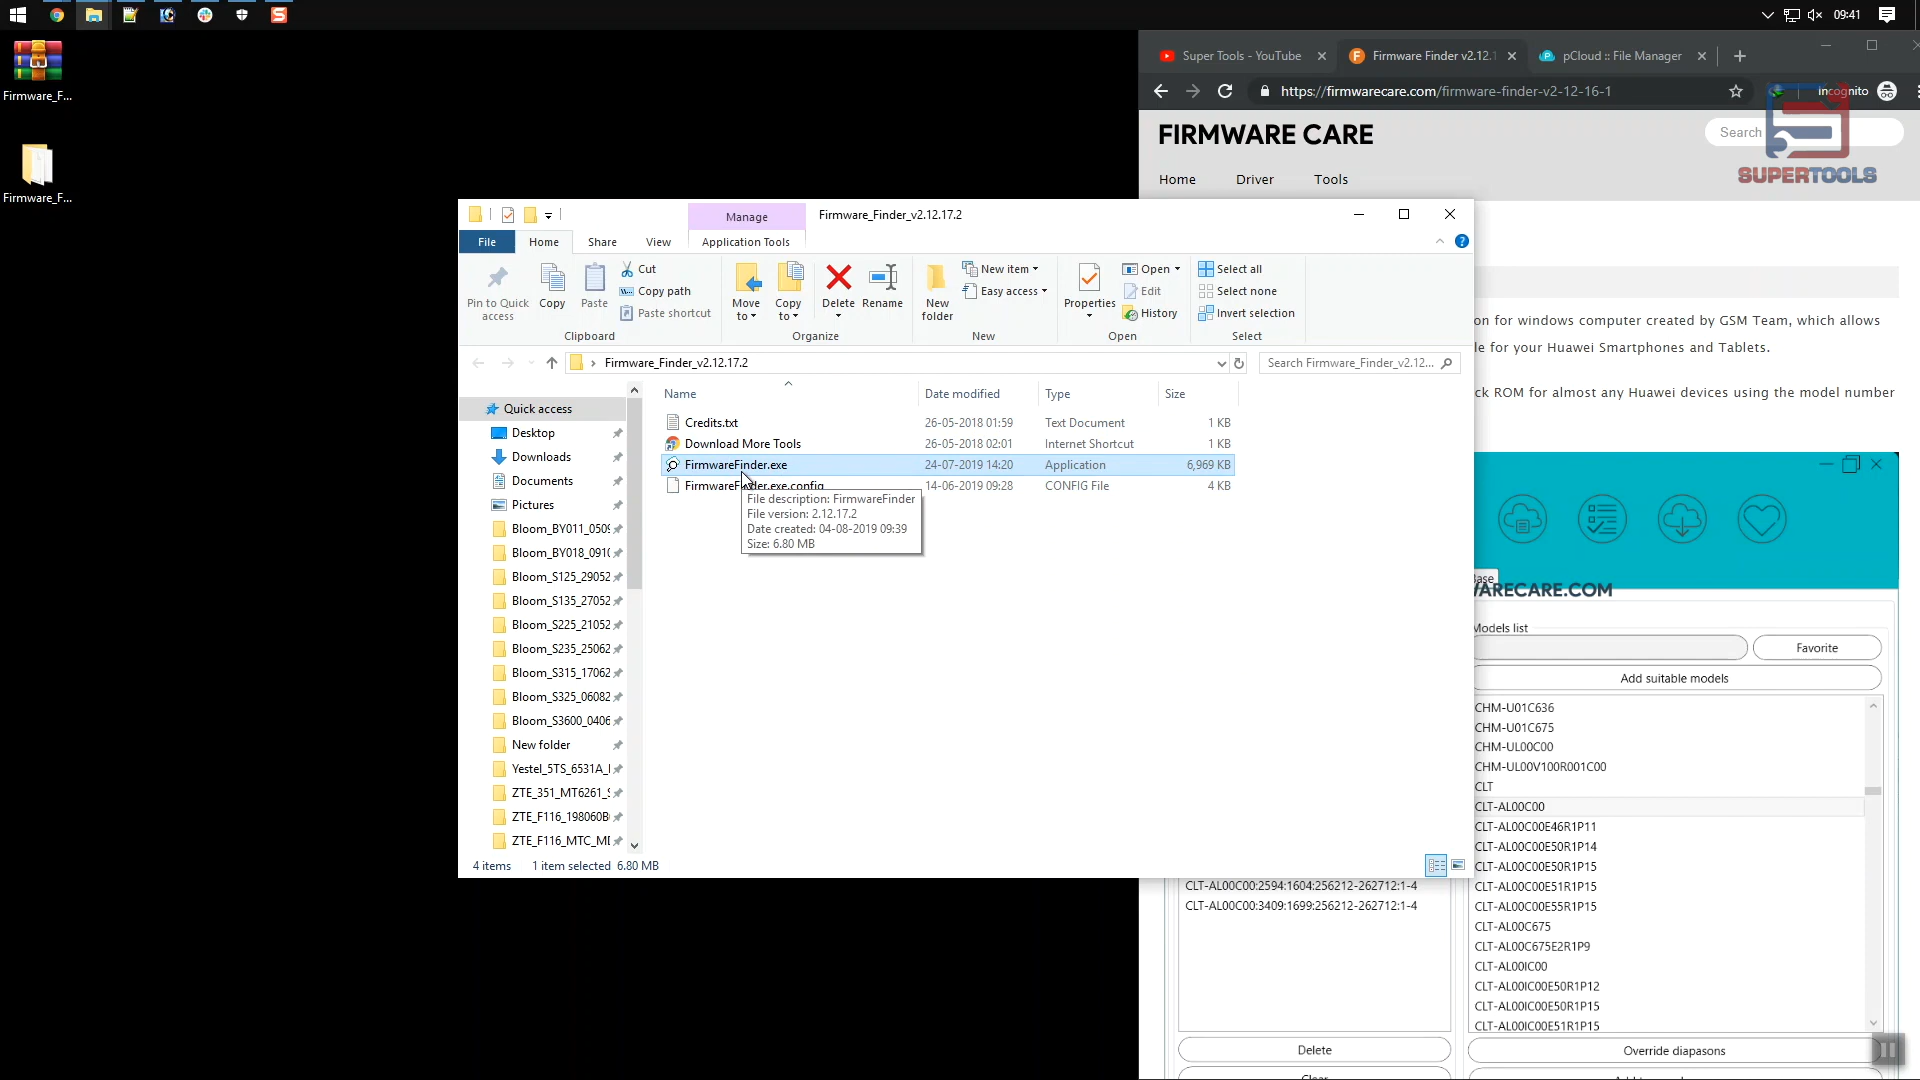 09:41
Firmware_F...
Firmware_F...
Super Tools - YouTube
Firmware Finder v2.12.1
pCloud :: File Manager
https://firmwarecare.com/firmware-finder-v2-12-16-1
Incognito
FIRMWARE CARE
Search
SUPERTOOLS
Home
Driver
Tools
Manage
Firmware_Finder_v2.12.17.2
File
Home
Share
View
Application Tools
Pin to Quick access
Copy
Paste
Cut
Copy path
Paste shortcut
Clipboard
Move to
Copy to
Delete
Rename
Organize
New folder
New item
Easy access
New
Properties
Open
Edit
History
Open
Select all
Select none
Invert selection
Select
on for windows computer created by GSM Team, which allows
le for your Huawei Smartphones and Tablets.
ck ROM for almost any Huawei devices using the model number
Firmware_Finder_v2.12.17.2
Search Firmware_Finder_v2.12...
Name
Date modified
Type
Size
Credits.txt
26-05-2018 01:59
Text Document
1 KB
Download More Tools
26-05-2018 02:01
Internet Shortcut
1 KB
FirmwareFinder.exe
24-07-2019 14:20
Application
6,969 KB
FirmwareFinder.exe.config
14-06-2019 09:28
CONFIG File
4 KB
File description: FirmwareFinder
File version: 2.12.17.2
Date created: 04-08-2019 09:39
Size: 6.80 MB
Quick access
Desktop
Downloads
Documents
Pictures
Bloom_BY011_0509
Bloom_BY018_0910
Bloom_S125_29052
Bloom_S135_27052
Bloom_S225_21052
Bloom_S235_25062
Bloom_S315_17062
Bloom_S325_06082
Bloom_S3600_0406
New folder
Yestel_5TS_6531A_
ZTE_351_MT6261_S
ZTE_F116_198060B
ZTE_F116_MTC_MD
4 items
1 item selected 6.80 MB
Base
WARECARE.COM
Models list
Favorite
Add suitable models
CHM-U01C636
CHM-U01C675
CHM-UL00C00
CHM-UL00V100R001C00
CLT
CLT-AL00C00
CLT-AL00C00E46R1P11
CLT-AL00C00E50R1P14
CLT-AL00C00E50R1P15
CLT-AL00C00E51R1P15
CLT-AL00C00E55R1P15
CLT-AL00C675
CLT-AL00C675E2R1P9
CLT-AL00IC00
CLT-AL00IC00E50R1P12
CLT-AL00IC00E50R1P15
CLT-AL00IC00E51R1P15
CLT-AL00C00:2594:1604:256212-262712:1-4
CLT-AL00C00:3409:1699:256212-262712:1-4
Delete
Override diapasons
Clear